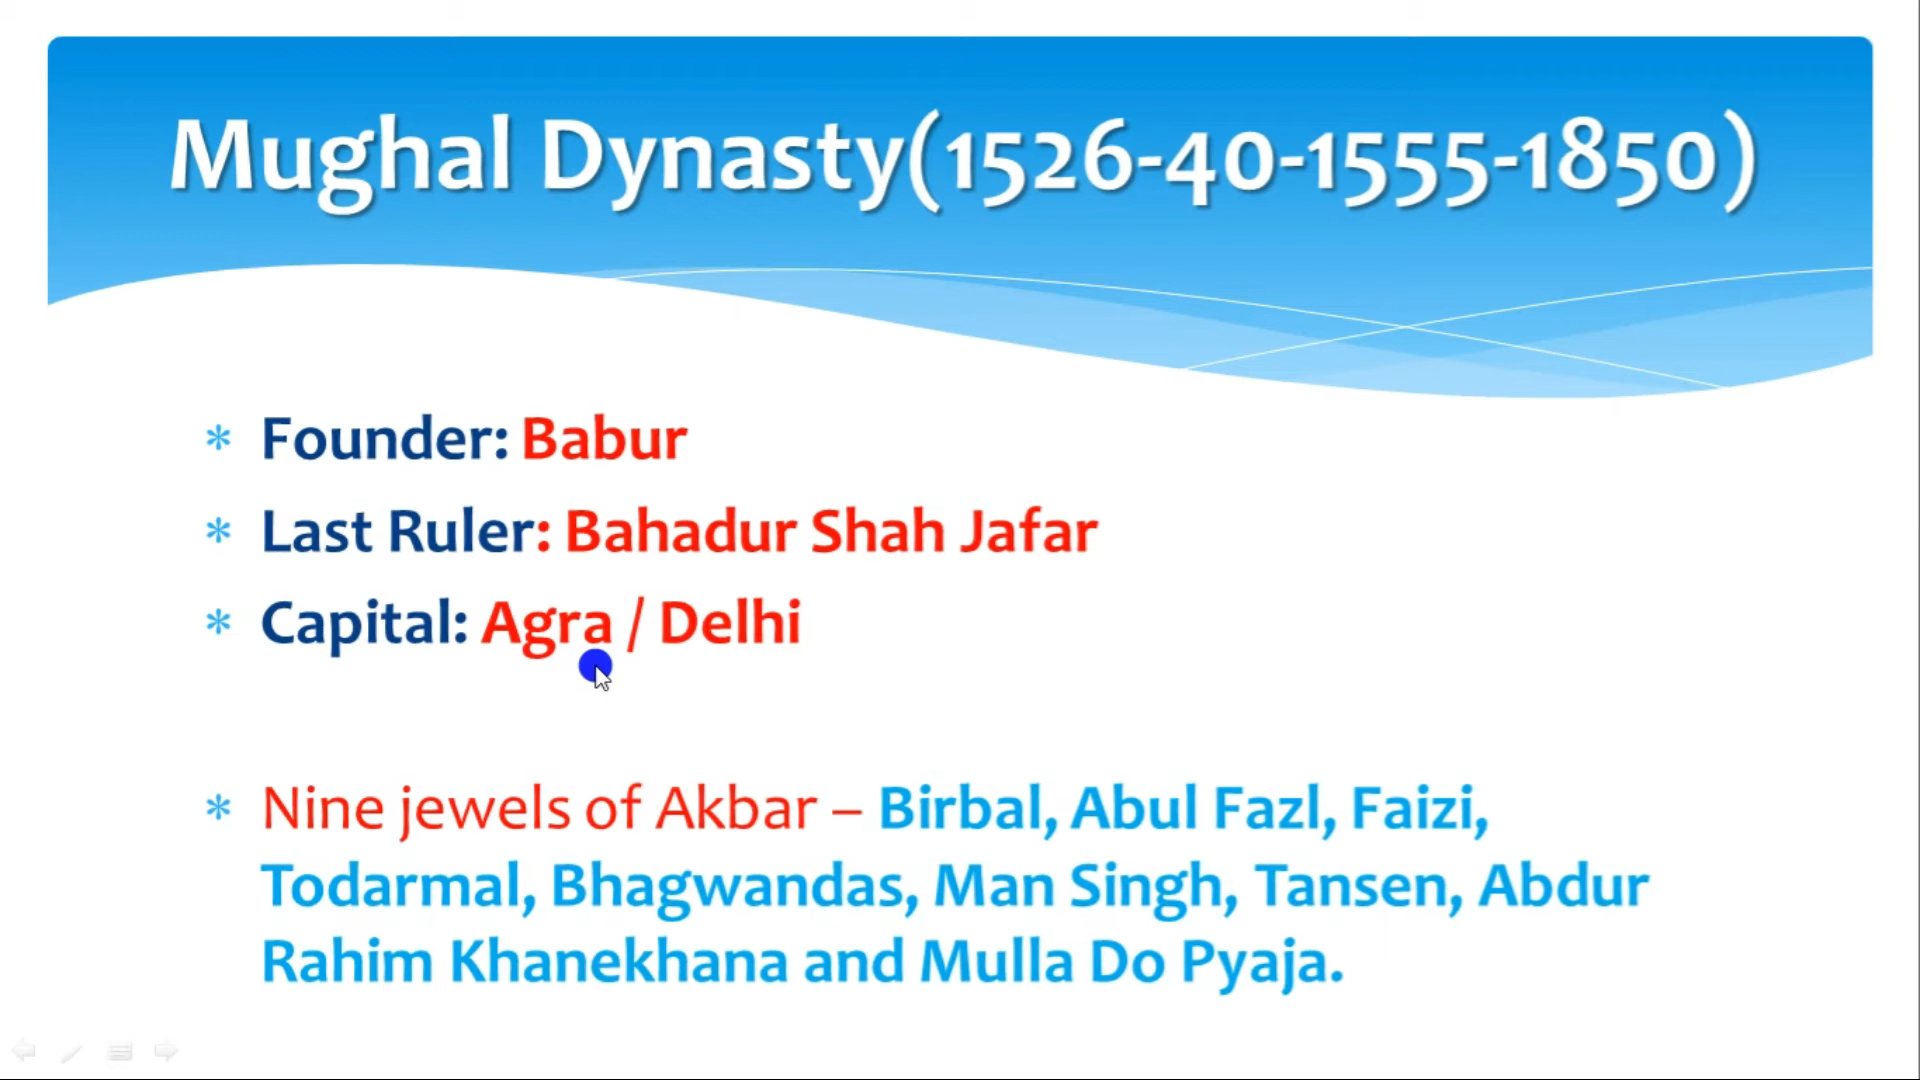 Mughal Dynasty(1526-40-1555-1850)
* Founder: Babur
* Last Ruler: Bahadur Shah Jafar
* Capital: Agra / Delhi
* Nine jewels of Akbar – Birbal, Abul Fazl, Faizi,
Todarmal, Bhagwandas, Man Singh, Tansen, Abdur
Rahim Khanekhana and Mulla Do Pyaja.